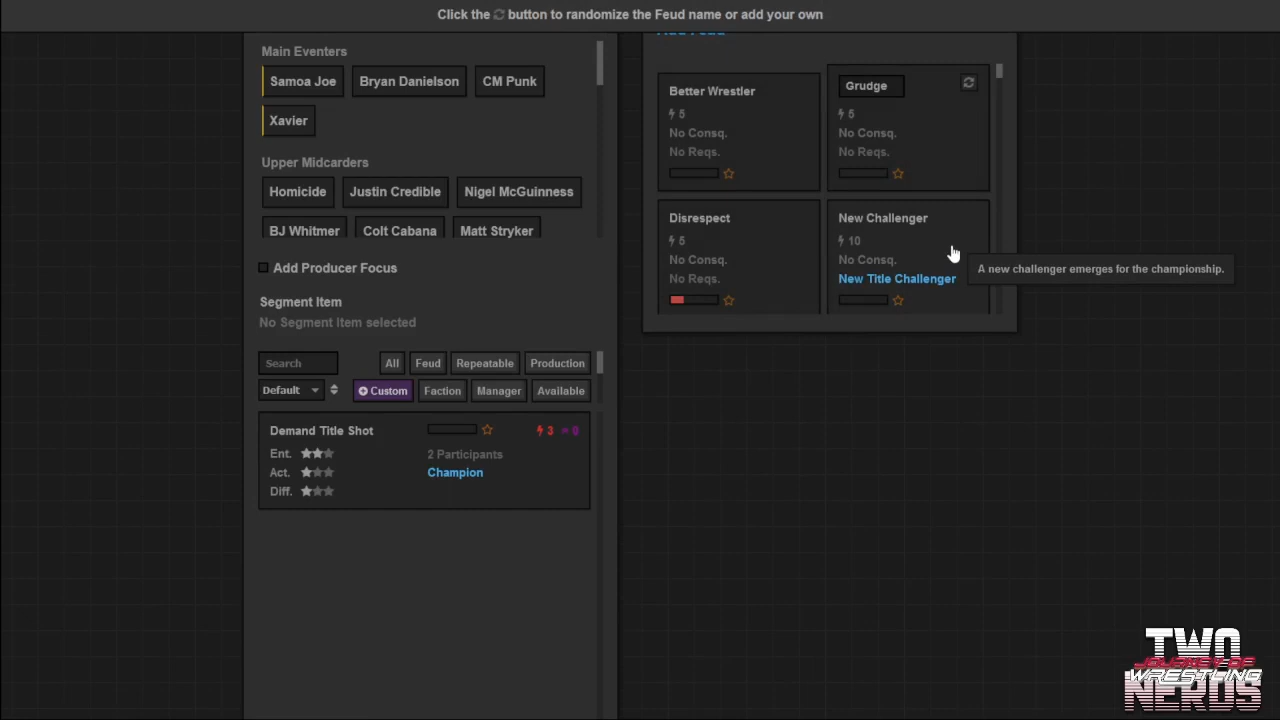 Click the button to randomize the Feud name or add your own
Main Eventers
Samoa Joe
Bryan Danielson
CM Punk
Xavier
Upper Midcarders
Homicide
Justin Credible
Nigel McGuinness
BJ Whitmer
Colt Cabana
Matt Stryker
Add Producer Focus
Segment Item
No Segment Item selected
Search
All
Feud
Repeatable
Production
Default
Custom
Faction
Manager
Available
Demand Title Shot
3
0
Ent.
2 Participants
Act.
Champion
Diff.
Add Feud
Better Wrestler
5
No Consq.
No Reqs.
Grudge
5
No Consq.
No Reqs.
Disrespect
5
No Consq.
No Reqs.
New Challenger
10
No Consq.
New Title Challenger
A new challenger emerges for the championship.
TWO
JOURNEY OF
WRESTLING
NERDS